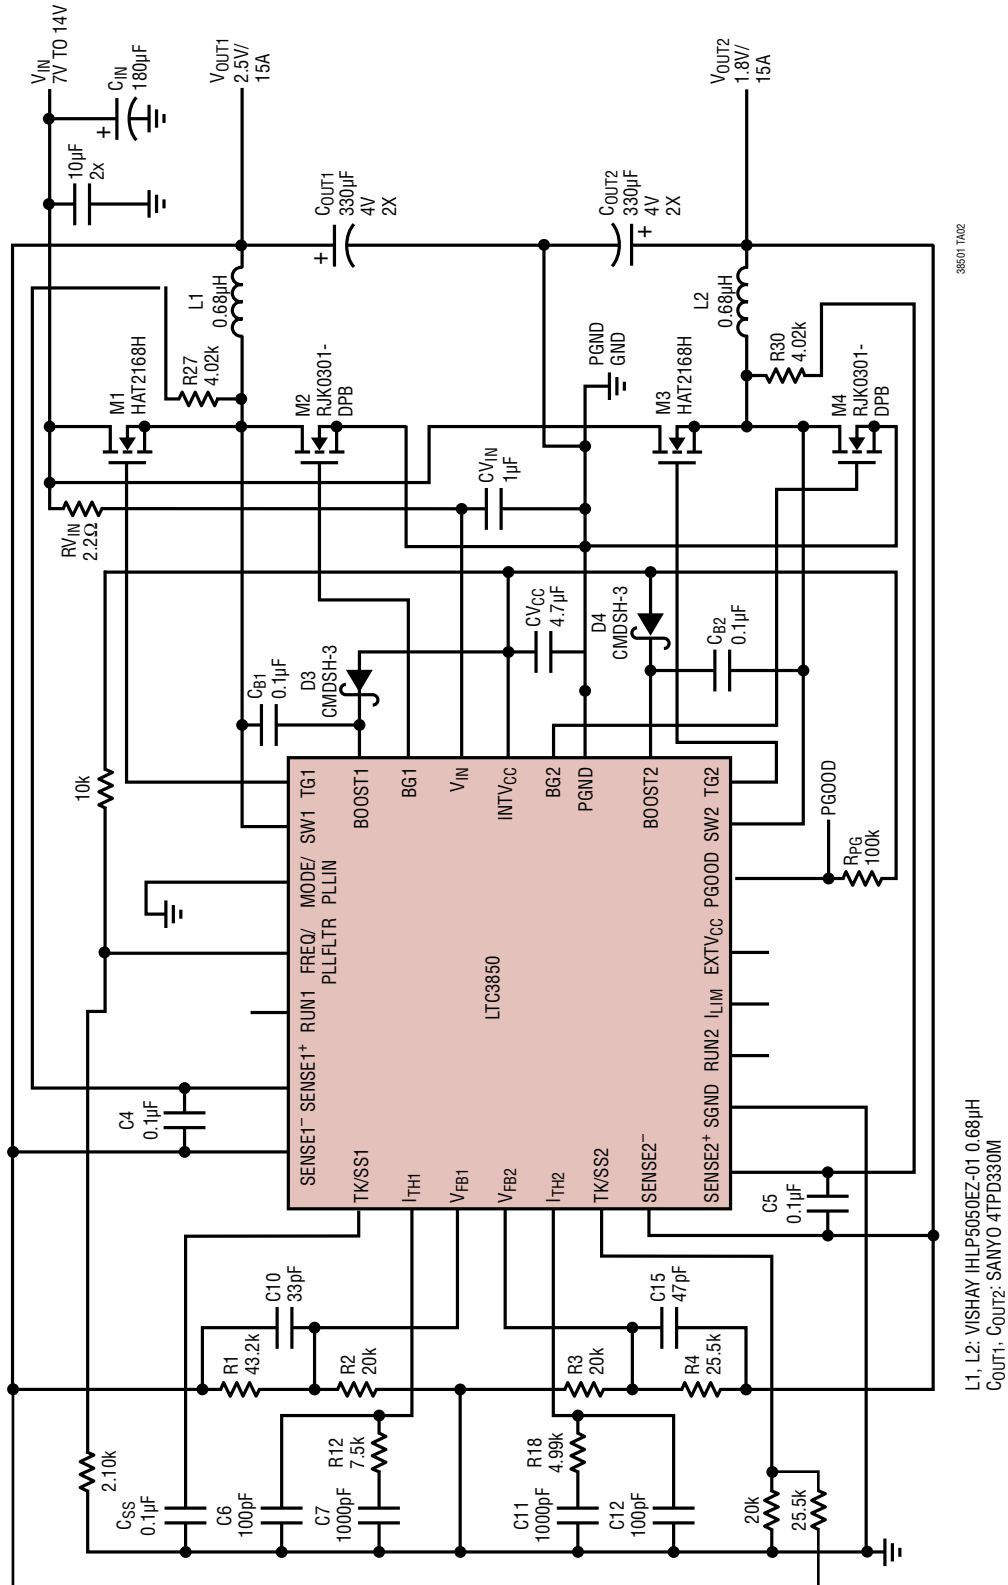 VIN
7V TO 14V
CIN
180µF
+
10µF
2x
VOUT1
2.5V/
15A
COUT1
330µF
4V
2X
+
COUT2
330µF
4V
2X
+
VOUT2
1.8V/
15A
38501 TA02
L1
0.68µH
L2
0.68µH
M1
HAT2168H
R27
4.02k
M2
RJK0301-
DPB
PGND
GND
M3
HAT2168H
R30
4.02k
M4
RJK0301-
DPB
RVIN
2.2Ω
CVIN
1µF
CVCC
4.7µF
D4
CMDSH-3
CB2
0.1µF
D3
CMDSH-3
CB1
0.1µF
10k
TG1
BOOST1
BG1
VIN
INTVCC
BG2
PGND
BOOST2
TG2
SW1
SW2
MODE/
PLLIN
FREQ/
PLLFLTR
RUN1
SENSE1+
SENSE1–
LTC3850
PGOOD
EXTVCC
ILIM
RUN2
SGND
SENSE2+
PGOOD
RPG
100k
TK/SS1
ITH1
VFB1
VFB2
ITH2
TK/SS2
SENSE2–
C4
0.1µF
C5
0.1µF
C10
33pF
R1
43.2k
R2
20k
R3
20k
C15
47pF
R4
25.5k
2.10k
CSS
0.1µF
C6
100pF
R12
7.5k
C7
1000pF
R18
4.99k
C11
1000pF
C12
100pF
20k
25.5k
L1, L2: VISHAY IHLP5050EZ-01 0.68µH
COUT1, COUT2: SANYO 4TPD330M